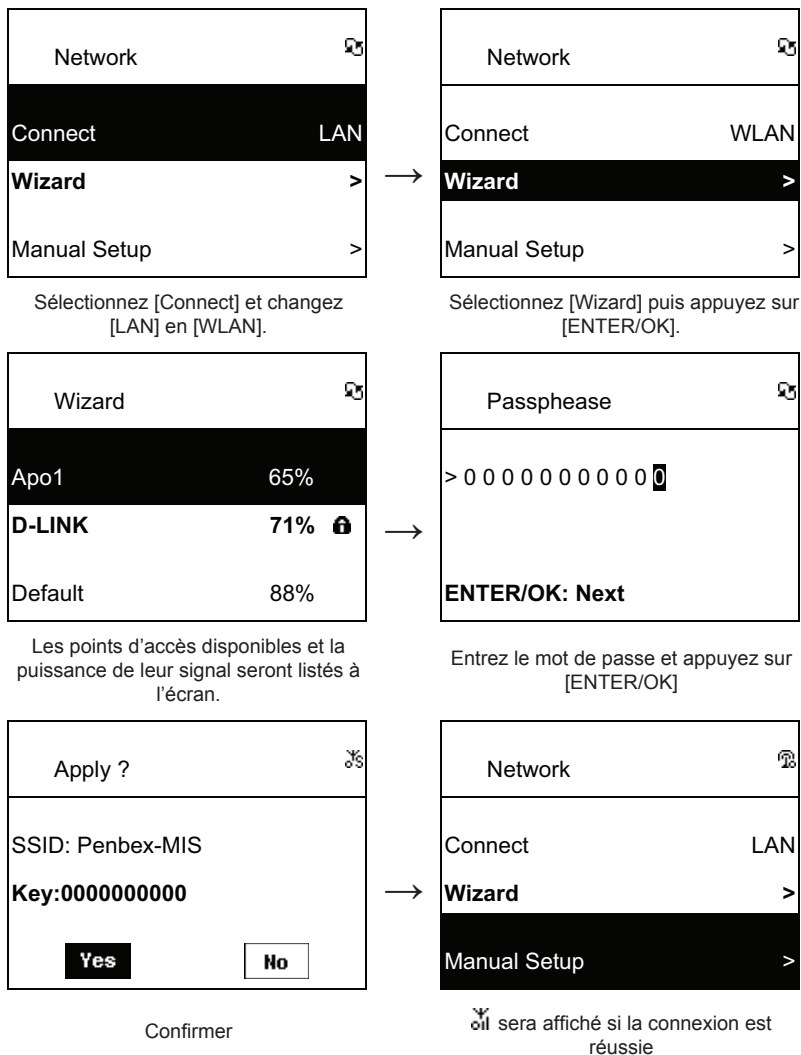 Network
Connect LAN
Wizard >
Manual Setup >
Sélectionnez [Connect] et changez
[LAN] en [WLAN].
→
Network
Connect WLAN
Wizard >
Manual Setup >
Sélectionnez [Wizard] puis appuyez sur
[ENTER/OK].
Wizard
Apo1 65%
D-LINK 71%
Default 88%
Les points d’accès disponibles et la
puissance de leur signal seront listés à
l’écran.
→
Passphease
> 0 0 0 0 0 0 0 0 0 0 0
ENTER/OK: Next
Entrez le mot de passe et appuyez sur
[ENTER/OK]
Apply ?
SSID: Penbex-MIS
Key:0000000000
Yes No
Confirmer
→
Network
Connect LAN
Wizard >
Manual Setup >
sera affiché si la connexion est
réussie